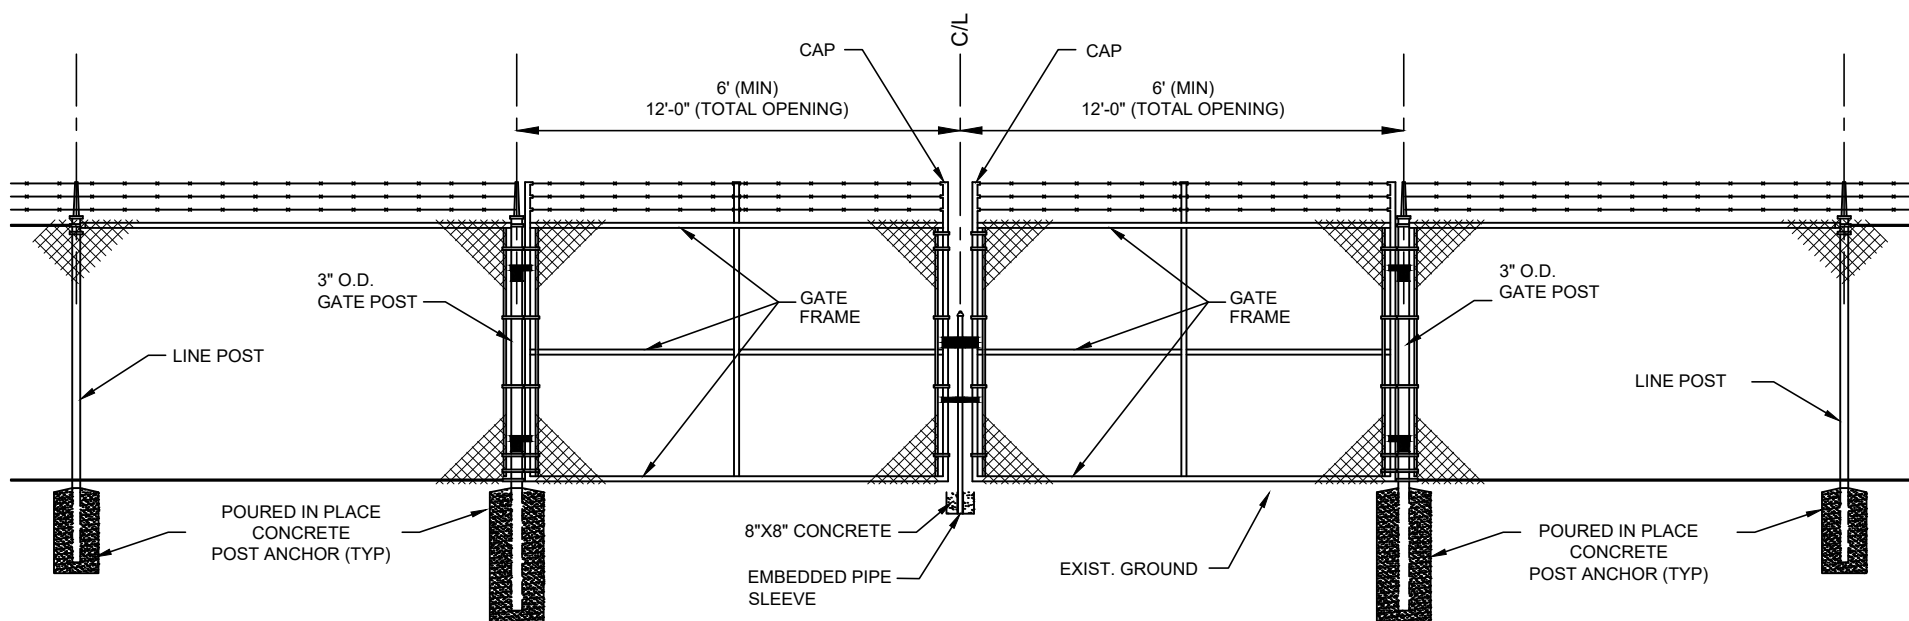 C/L
CAP
CAP
6' (MIN)
12'-0" (TOTAL OPENING)
6' (MIN)
12'-0" (TOTAL OPENING)
3" O.D.
GATE POST
GATE
FRAME
GATE
FRAME
3" O.D.
GATE POST
LINE POST
LINE POST
POURED IN PLACE
CONCRETE
POST ANCHOR (TYP)
8"X8" CONCRETE
EMBEDDED PIPE
SLEEVE
EXIST. GROUND
POURED IN PLACE
CONCRETE
POST ANCHOR (TYP)